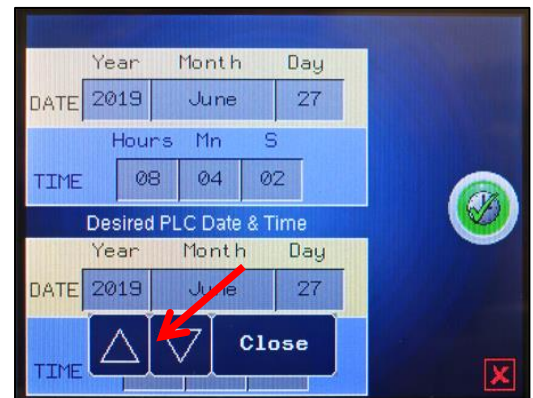 Year Month Day
DATE 2019 June 27
Hours Mn S
TIME 08 04 02
Desired PLC Date & Time
Year Month Day
DATE 2019 June 27
Close
TIME